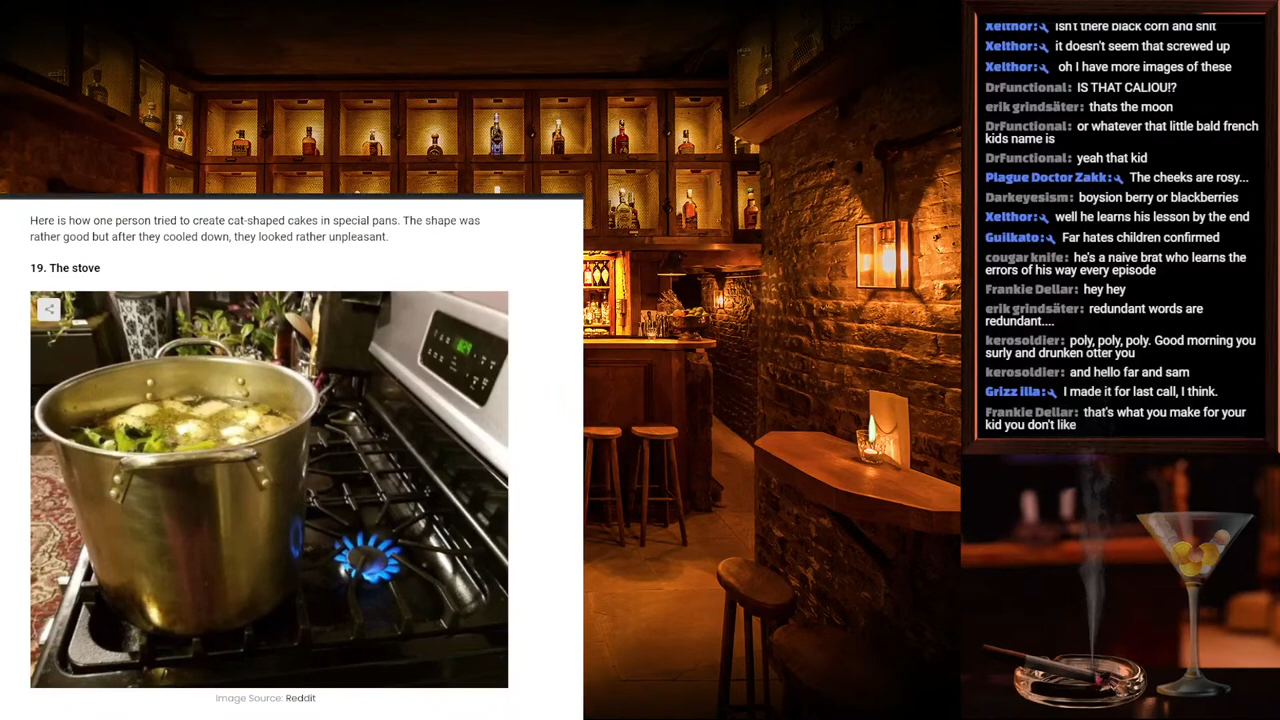 Here is how one person tried to create cat-shaped cakes in special pans. The shape was
rather good but after they cooled down, they looked rather unpleasant.
19. The stove
Image Source: Reddit
Xelthor: isn't there black corn and shit
Xelthor: it doesn't seem that screwed up
Xelthor: oh I have more images of these
DrFunctional: IS THAT CALIOU!?
erik grindsäter: thats the moon
DrFunctional: or whatever that little bald french
kids name is
DrFunctional: yeah that kid
Plague Doctor Zakk: The cheeks are rosy...
Darkeyesism: boysion berry or blackberries
Xelthor: well he learns his lesson by the end
Guilkato: Far hates children confirmed
cougar knife: he's a naive brat who learns the
errors of his way every episode
Frankie Dellar: hey hey
erik grindsäter: redundant words are
redundant....
kerosoldier: poly, poly, poly. Good morning you
surly and drunken otter you
kerosoldier: and hello far and sam
Grizz illa: I made it for last call, I think.
Frankie Dellar: that's what you make for your
kid you don't like